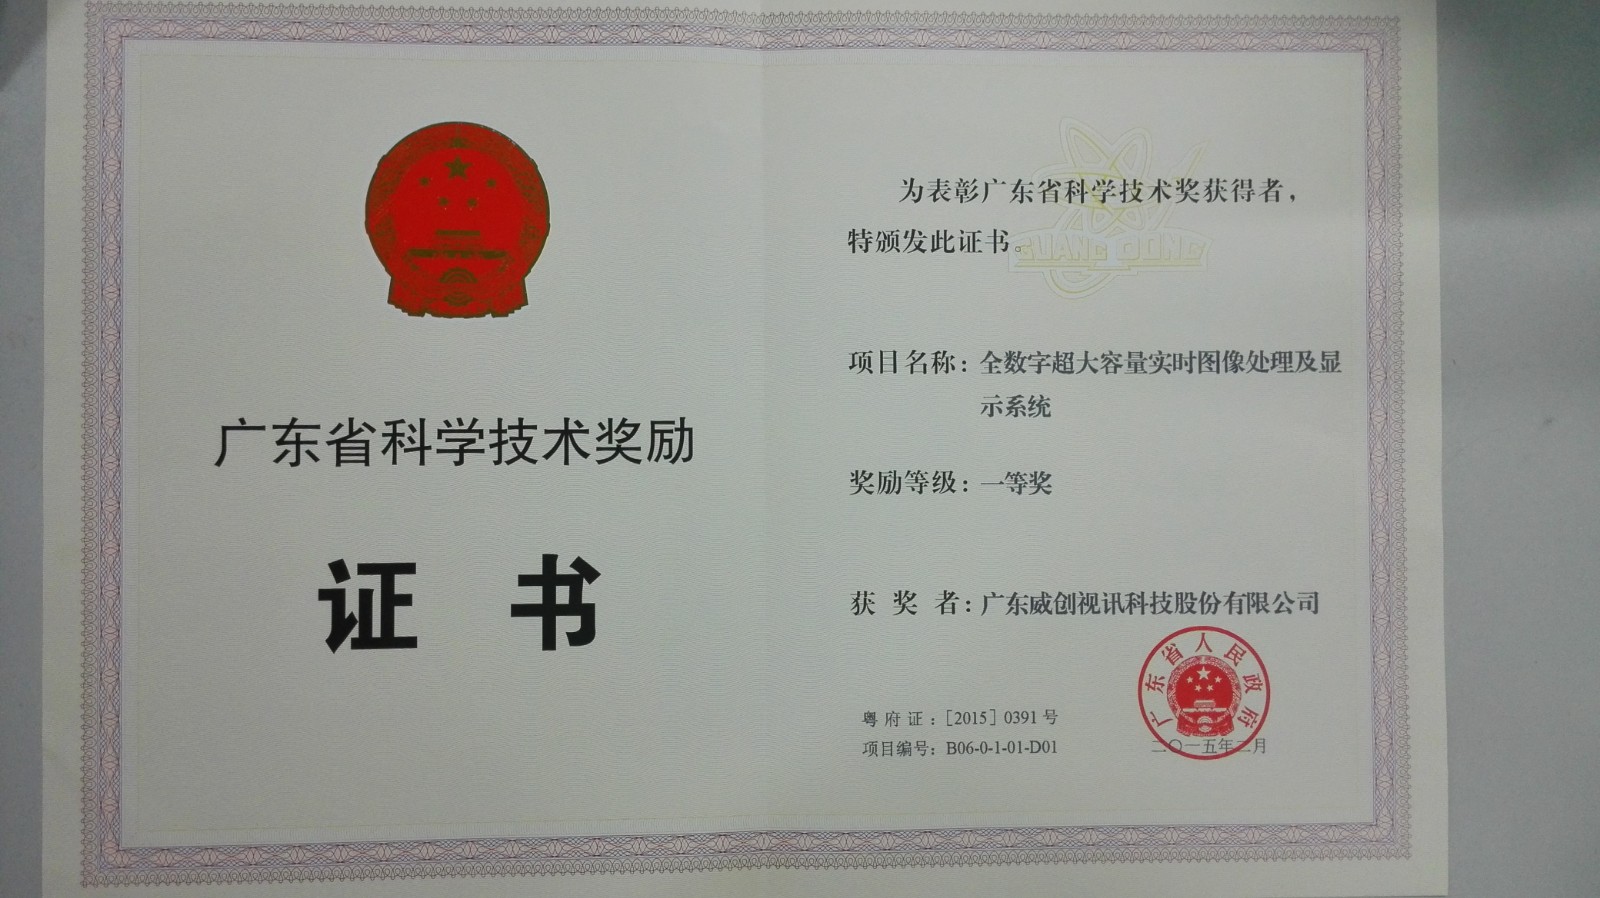 广东省科学技术奖励
证 书
为表彰广东省科学技术奖获得者，
特颁发此证书。
GUANG DONG
项目名称：全数字超大容量实时图像处理及显
示系统
奖励等级：一等奖
获 奖 者：广东威创视讯科技股份有限公司
广东省人民政府
粤 府 证 ：［2015］0391 号
项目编号：B06-0-1-01-D01
二〇一五年二月